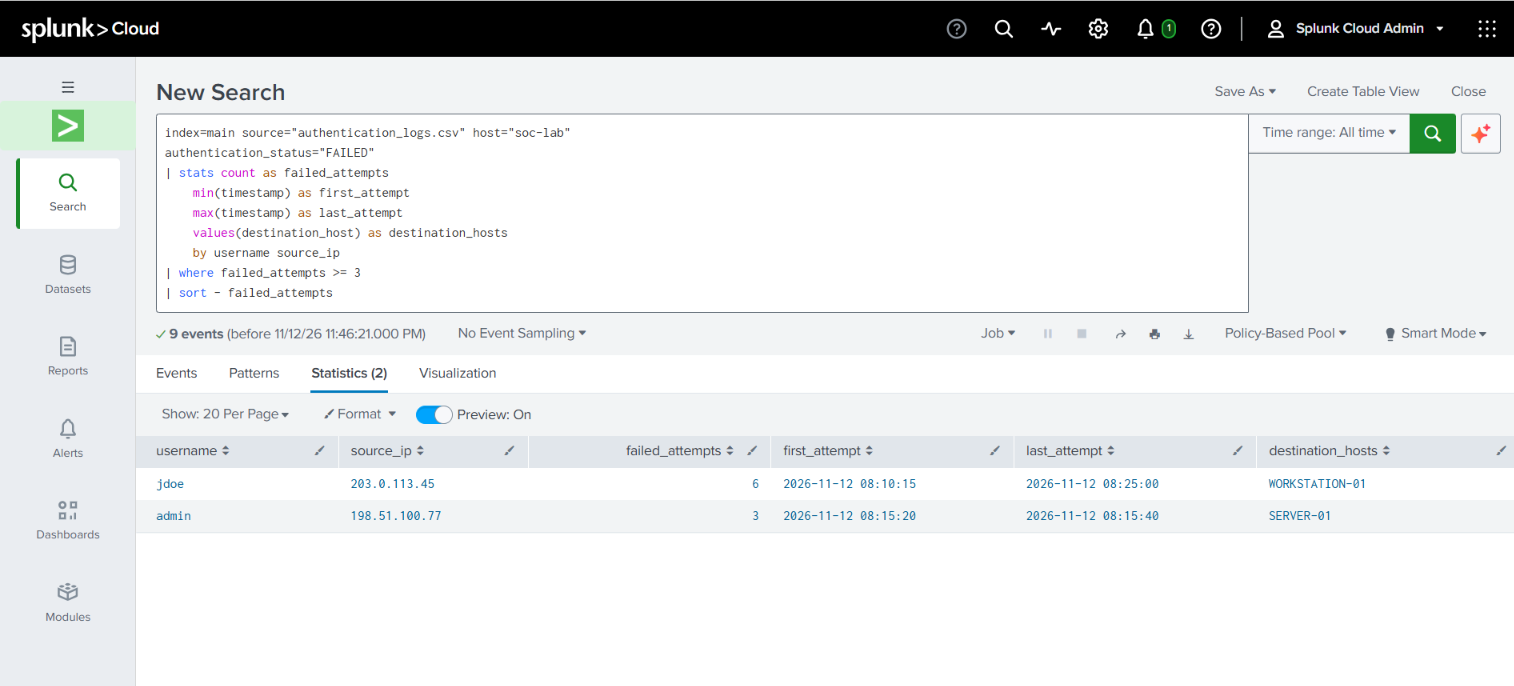 splunk>Cloud
1
Splunk Cloud Admin
New Search
Save As
Create Table View
Close
index=main source="authentication_logs.csv" host="soc-lab"
authentication_status="FAILED"
| stats count as failed_attempts
min(timestamp) as first_attempt
max(timestamp) as last_attempt
values(destination_host) as destination_hosts
by username source_ip
| where failed_attempts >= 3
| sort - failed_attempts
Time range: All time
Search
Datasets
Reports
Alerts
Dashboards
Modules
9 events (before 11/12/26 11:46:21.000 PM)
No Event Sampling
Job
Policy-Based Pool
Smart Mode
Events
Patterns
Statistics (2)
Visualization
Show: 20 Per Page
Format
Preview: On
username source_ip failed_attempts first_attempt last_attempt destination_hosts
jdoe 203.0.113.45 6 2026-11-12 08:10:15 2026-11-12 08:25:00 WORKSTATION-01
admin 198.51.100.77 3 2026-11-12 08:15:20 2026-11-12 08:15:40 SERVER-01